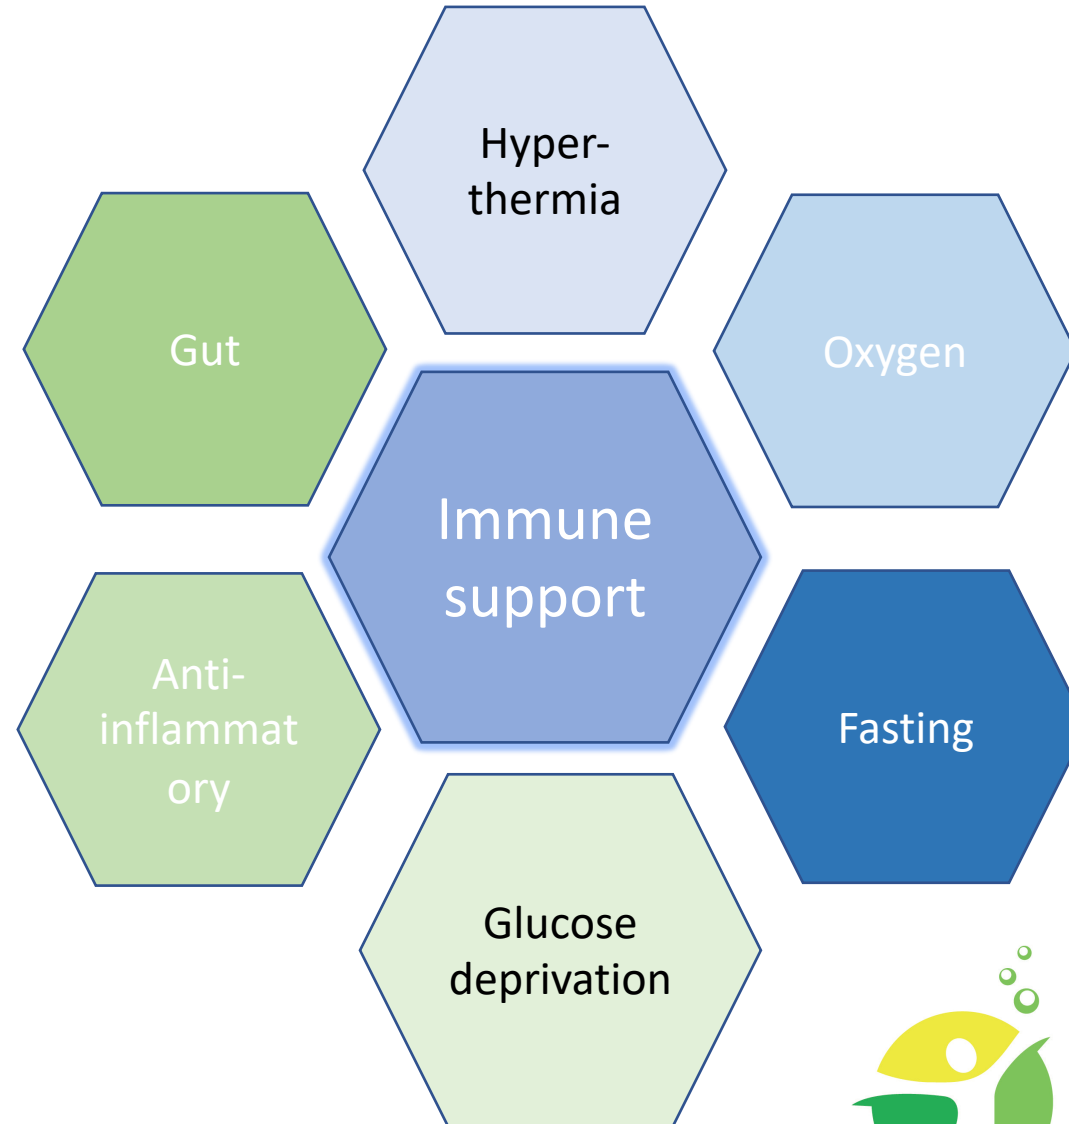 Hyper-
thermia
Gut
Oxygen
Immune
support
Anti-
inflammat
ory
Fasting
Glucose
deprivation